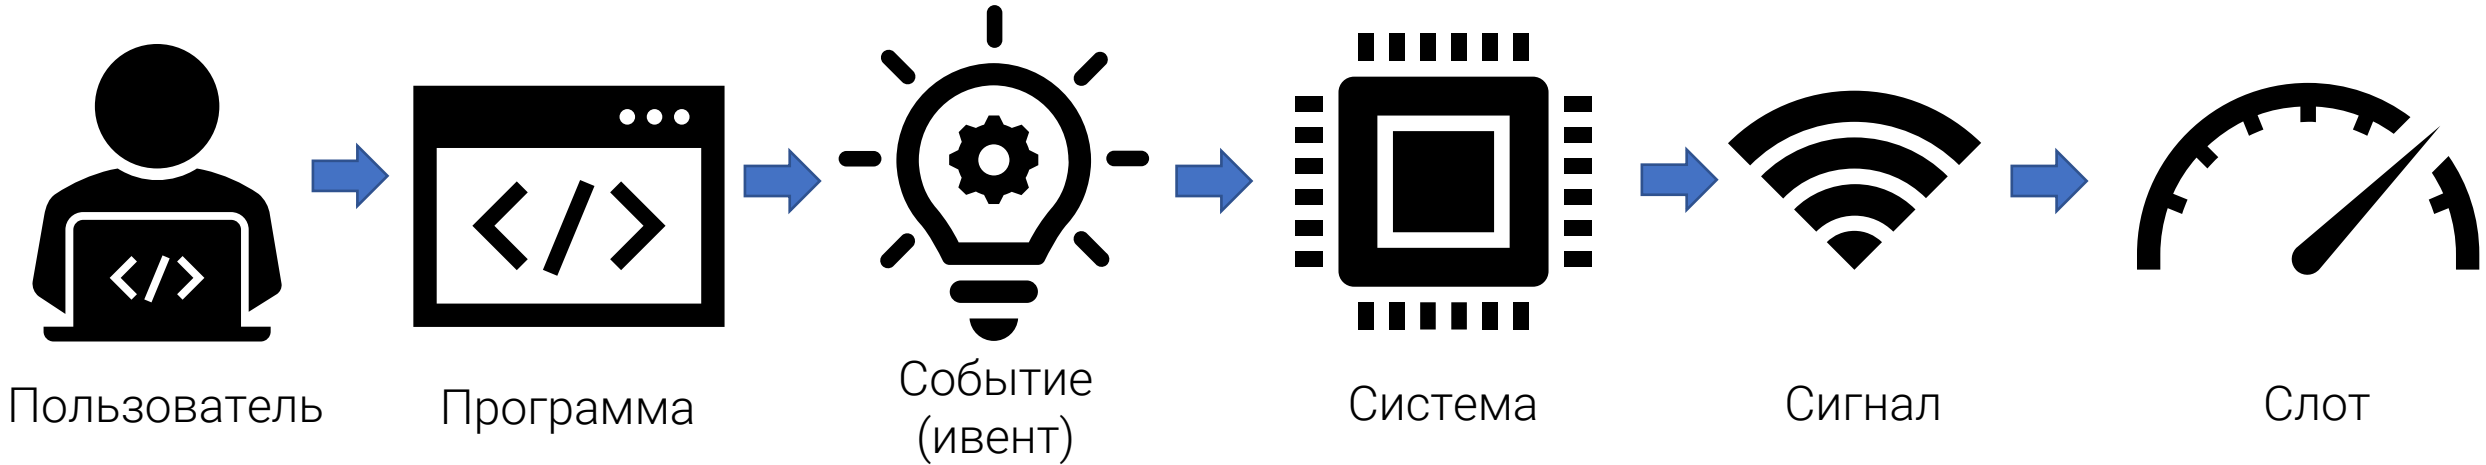 </>
</>
Пользователь
Программа
Событие
(ивент)
Система
Сигнал
Слот